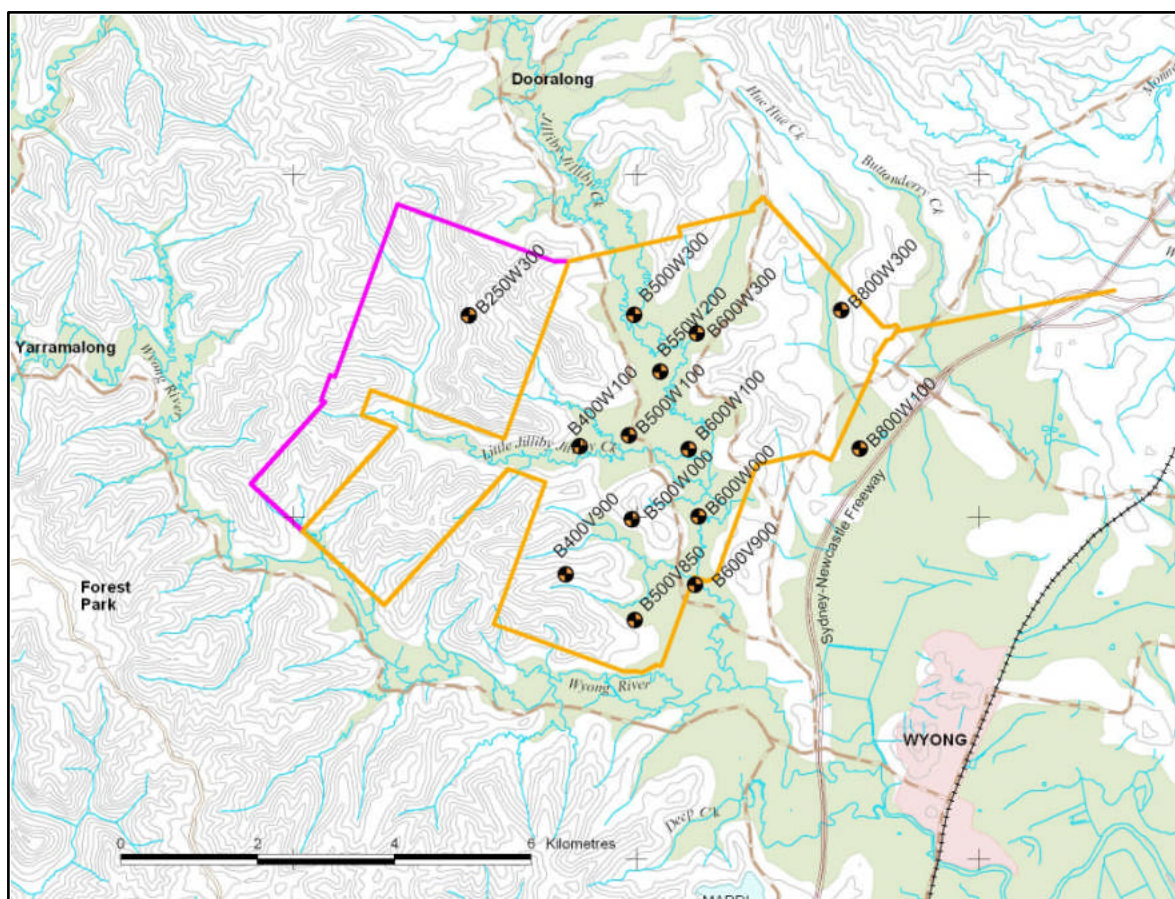 Dooralong
Hue Hue Ck
Jilliby Jilliby Ck
Buttonderry Ck
B250W300
B500W300
B550W200
B600W300
B800W300
Yarramalong
Wyong River
B400W100
B500W100
B600W100
B800W100
Little Jilliby Jilliby Ck
B500W000
B600W000
B400V900
B500V850
B600V900
Sydney-Newcastle Freeway
Forest
Park
Wyong River
WYONG
Deep Ck
0 2 4 6 Kilometres